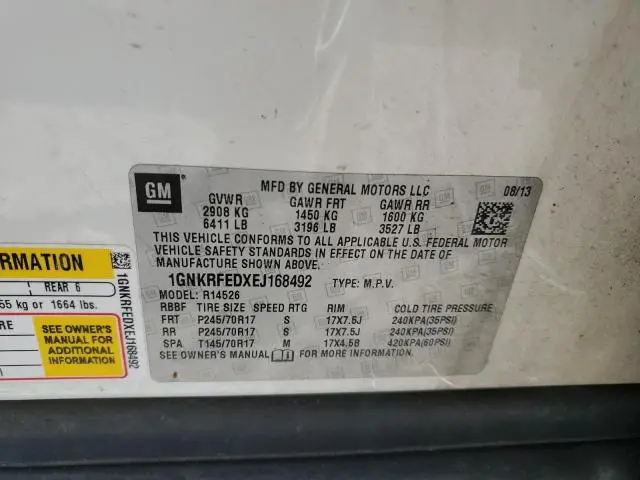 GM
MFD BY GENERAL MOTORS LLC 08/13
GVWR GAWR FRT GAWR RR
2908 KG 1450 KG 1600 KG
6411 LB 3196 LB 3527 LB
THIS VEHICLE CONFORMS TO ALL APPLICABLE U.S. FEDERAL MOTOR
VEHICLE SAFETY STANDARDS IN EFFECT ON THE DATE OF
MANUFACTURE SHOWN ABOVE.
1GNKRFEDXEJ168492 TYPE: M.P.V.
MODEL: R14526
RBBF TIRE SIZE SPEED RTG RIM COLD TIRE PRESSURE
FRT P245/70R17 S 17X7.5J 240KPA(35PSI)
RR P245/70R17 S 17X7.5J 240KPA(35PSI)
SPA T145/70R17 M 17X4.5B 420KPA(60PSI)
SEE OWNER'S MANUAL FOR MORE INFORMATION.
RMATION
1 REAR 6
55 kg or 1664 lbs.
RE
SEE OWNER'S
MANUAL FOR
ADDITIONAL
INFORMATION
1GNKRFEDXEJ168492